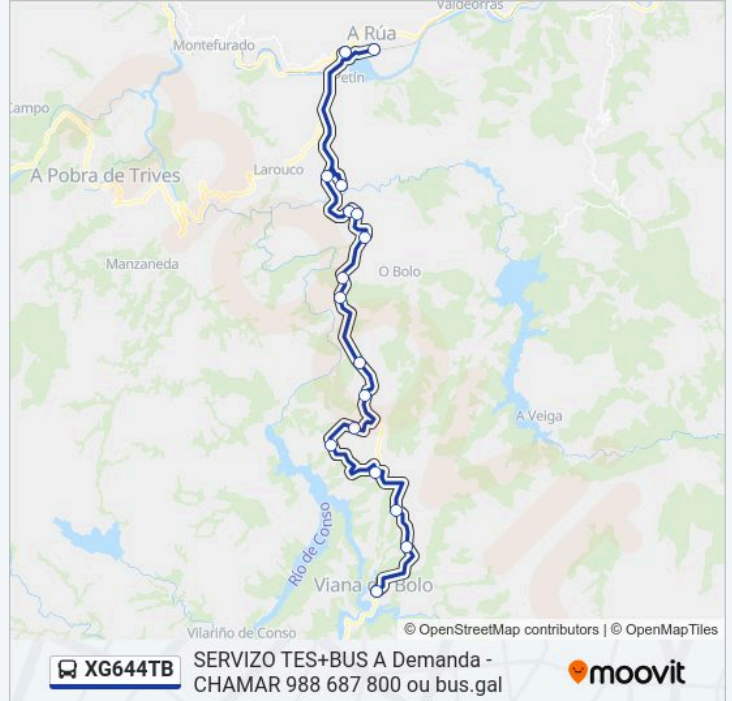 Valdeorras
A Rúa
Montefurado
Petín
Campo
Larouco
A Pobra de Trives
Manzaneda
O Bolo
A Veiga
Río de Conso
Viana do Bolo
Vilariño de Conso
© OpenStreetMap contributors | © OpenMapTiles
XG644TB
SERVIZO TES+BUS A Demanda -
CHAMAR 988 687 800 ou bus.gal
moovit